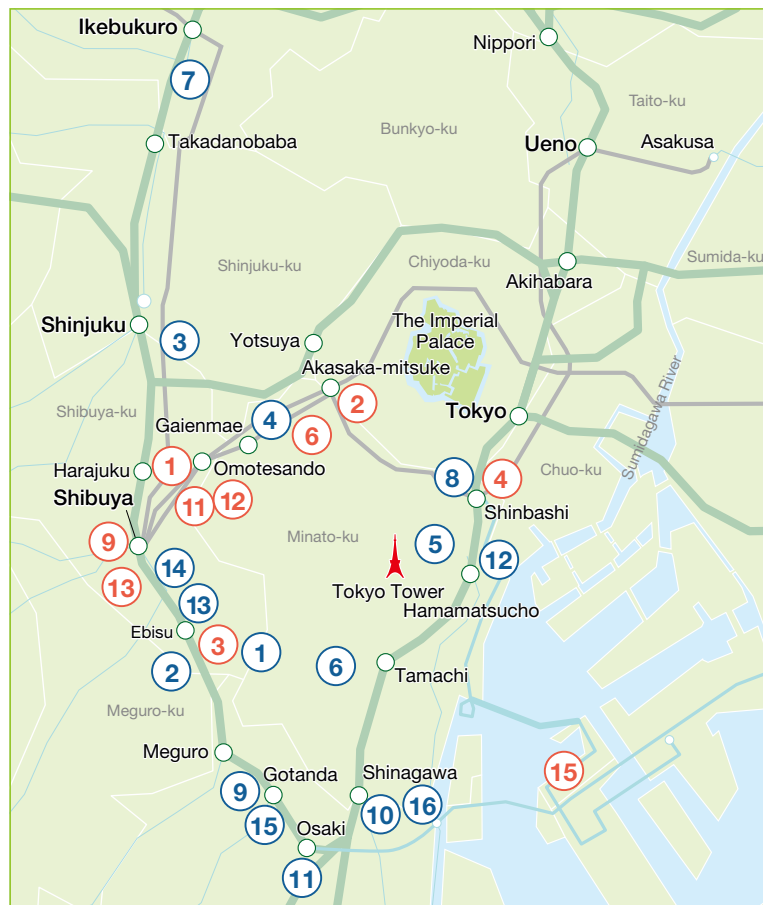 Ikebukuro
Nippori
7
Taito-ku
Bunkyo-ku
Takadanobaba
Ueno
Asakusa
Shinjuku-ku
Chiyoda-ku
Sumida-ku
Akihabara
Shinjuku
3
Yotsuya
The Imperial
Palace
Akasaka-mitsuke
2
Shibuya-ku
Gaienmae
4
6
Tokyo
Sumidagawa River
Harajuku
1
Omotesando
8
4
Chuo-ku
Shibuya
11
12
Shinbashi
9
Minato-ku
5
14
12
13
Tokyo Tower
Hamamatsucho
13
Ebisu
3
1
2
6
Tamachi
Meguro-ku
Meguro
Gotanda
Shinagawa
15
9
10
16
15
Osaki
11